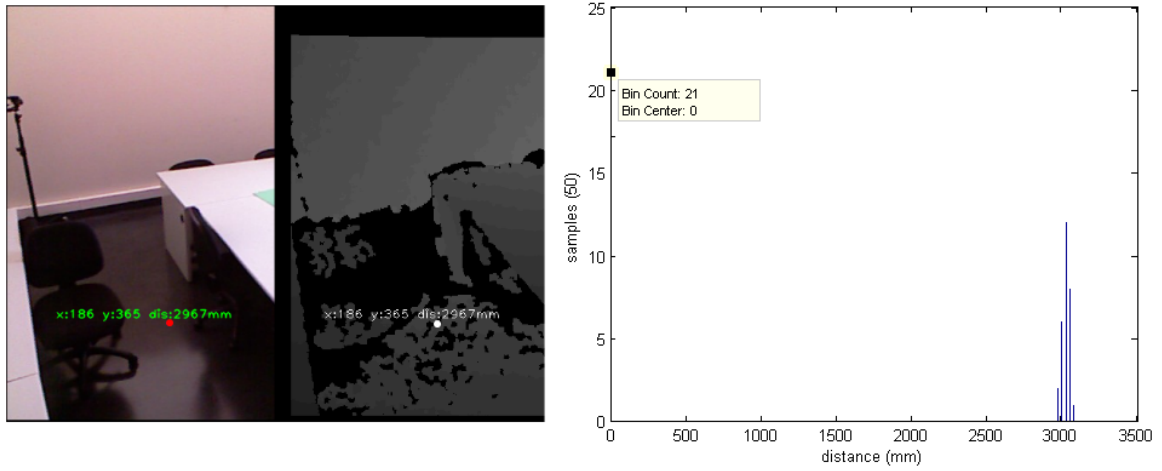 x:186 y:365 dis:2967mm
x:186 y:365 dis:2967mm
25
20
15
10
5
0
samples (50)
Bin Count: 21
Bin Center: 0
0 500 1000 1500 2000 2500 3000 3500
distance (mm)